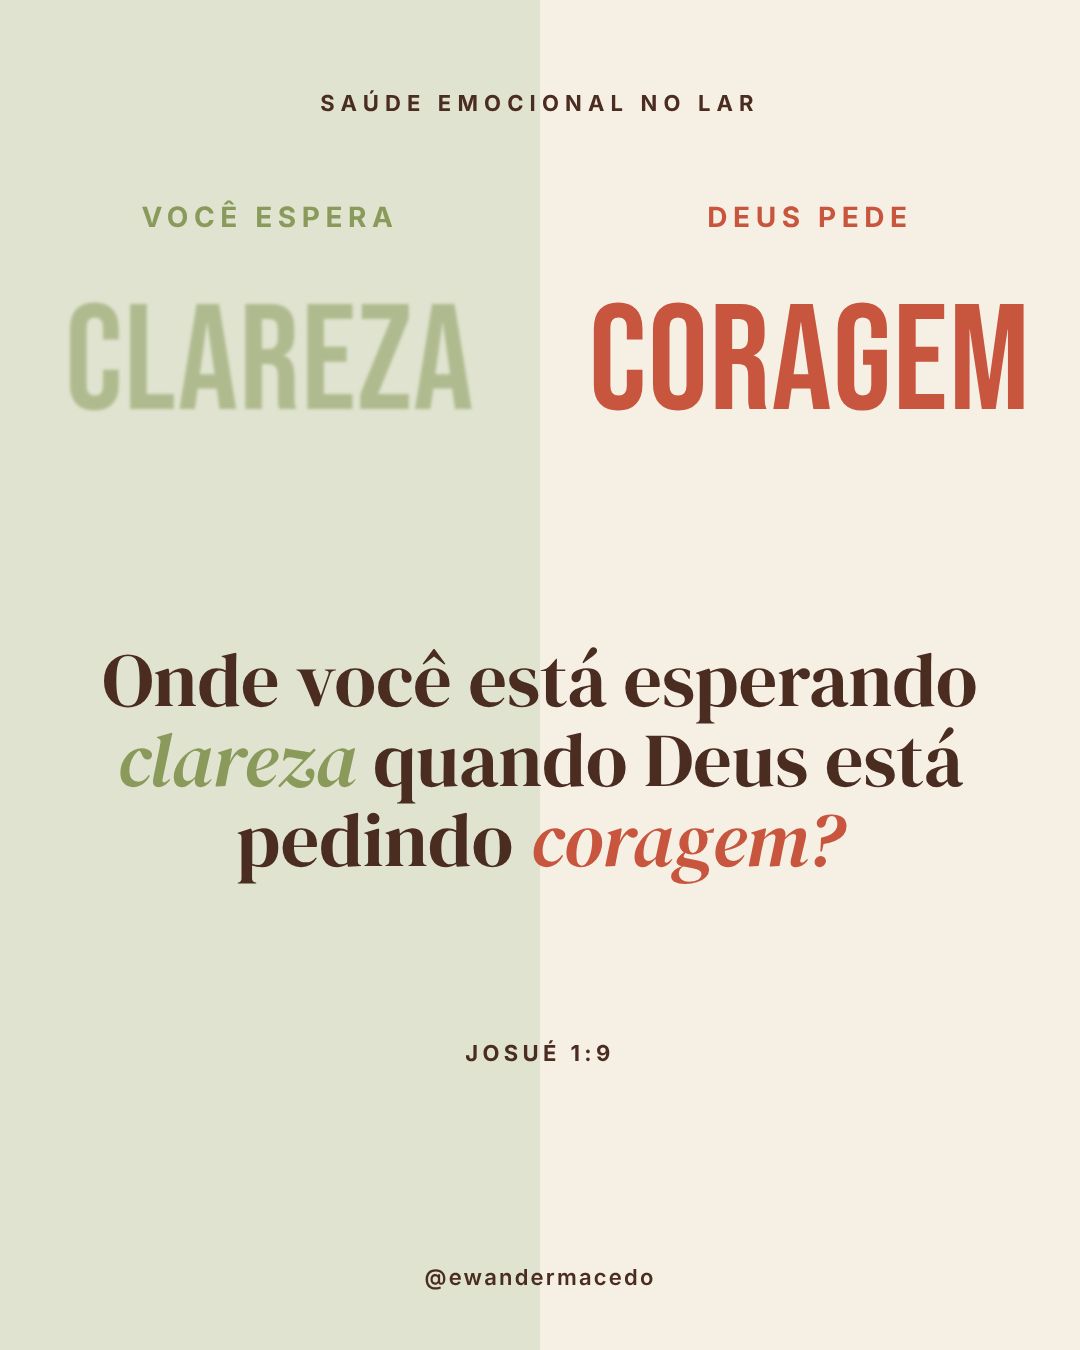 SAÚDE EMOCIONAL NO LAR
VOCÊ ESPERA
CLAREZA
DEUS PEDE
CORAGEM
Onde você está esperando
clareza quando Deus está
pedindo coragem?
JOSUÉ 1:9
@ewandermacedo